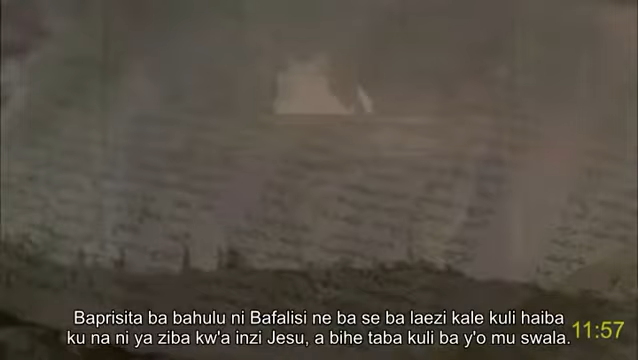 Baprisita ba bahulu ni Bafalisi ne ba se ba laezi kale kuli haiba
ku na ni ya ziba kw'a inzi Jesu, a bihe taba kuli ba y'o mu swala.
11:57